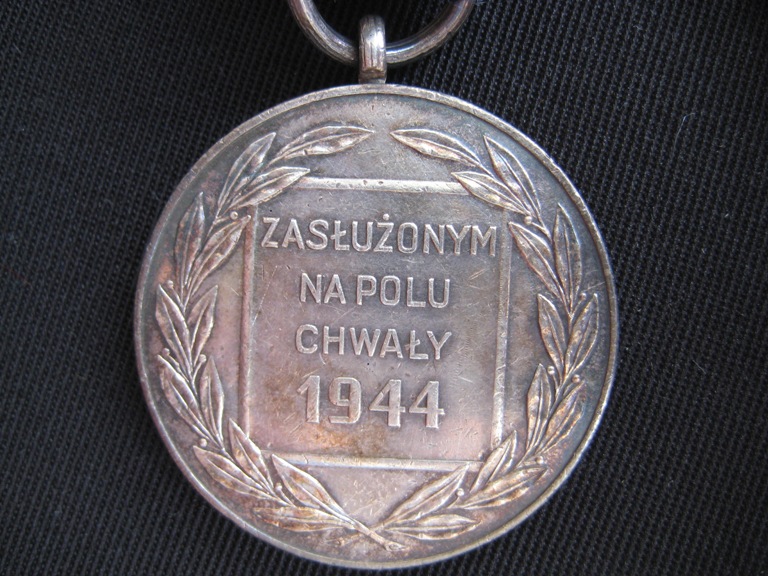 ZASŁUŻONYM
NA POLU
CHWAŁY
1944